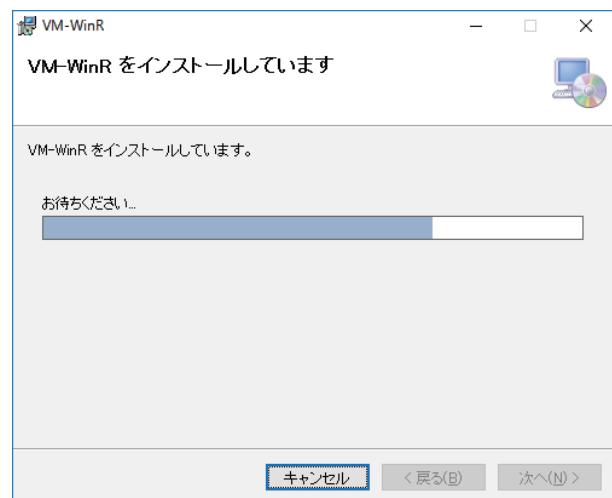 VM-WinR
VM-WinR をインストールしています
VM-WinR をインストールしています。
お待ちください...
キャンセル
< 戻る(B)
次へ(N) >